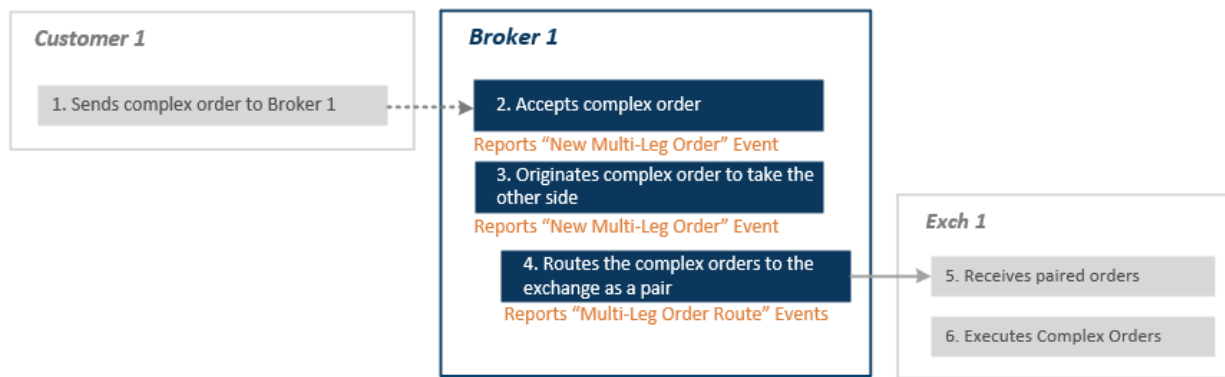 Customer 1
1. Sends complex order to Broker 1
Broker 1
2. Accepts complex order
Reports “New Multi-Leg Order” Event
3. Originates complex order to take the
other side
Reports “New Multi-Leg Order” Event
4. Routes the complex orders to the
exchange as a pair
Reports “Multi-Leg Order Route” Events
Exch 1
5. Receives paired orders
6. Executes Complex Orders